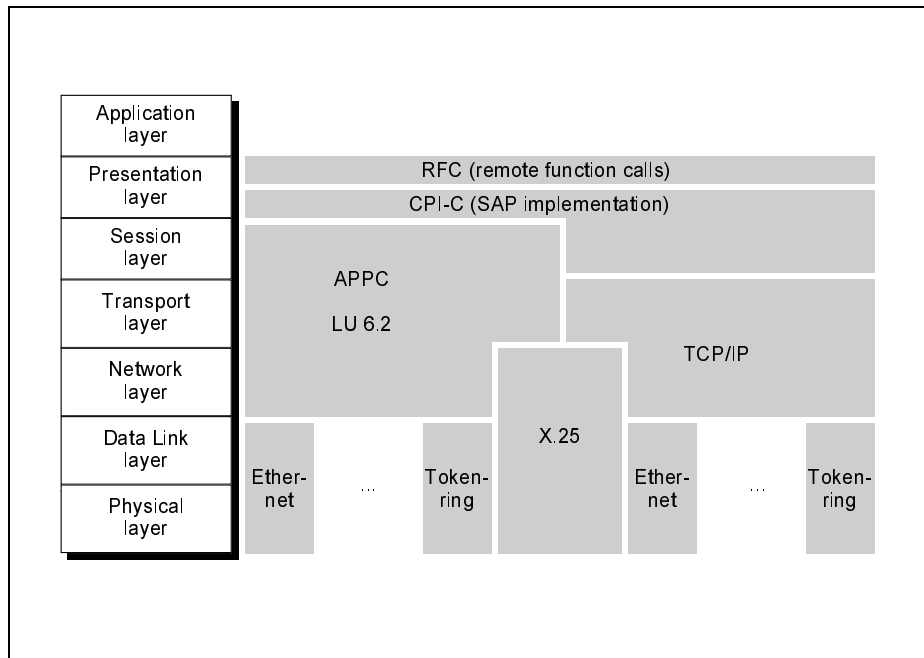 Application
layer
Presentation
layer
Session
layer
Transport
layer
Network
layer
Data Link
layer
Physical
layer
RFC (remote function calls)
CPI-C (SAP implementation)
APPC
LU 6.2
TCP/IP
X.25
Ether-
net
...
Token-
ring
Ether-
net
...
Token-
ring